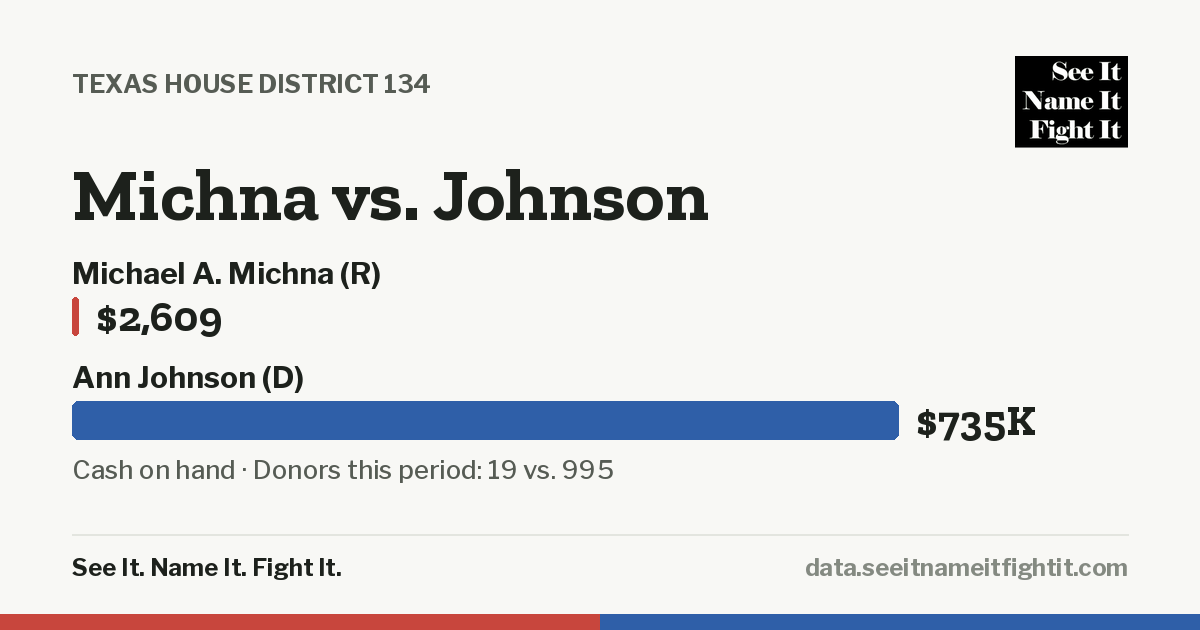 TEXAS HOUSE DISTRICT 134
See It
Name It
Fight It
Michna vs. Johnson
Michael A. Michna (R)
$2,609
Ann Johnson (D)
$735K
Cash on hand · Donors this period: 19 vs. 995
See It. Name It. Fight It.
data.seeitnameitfightit.com